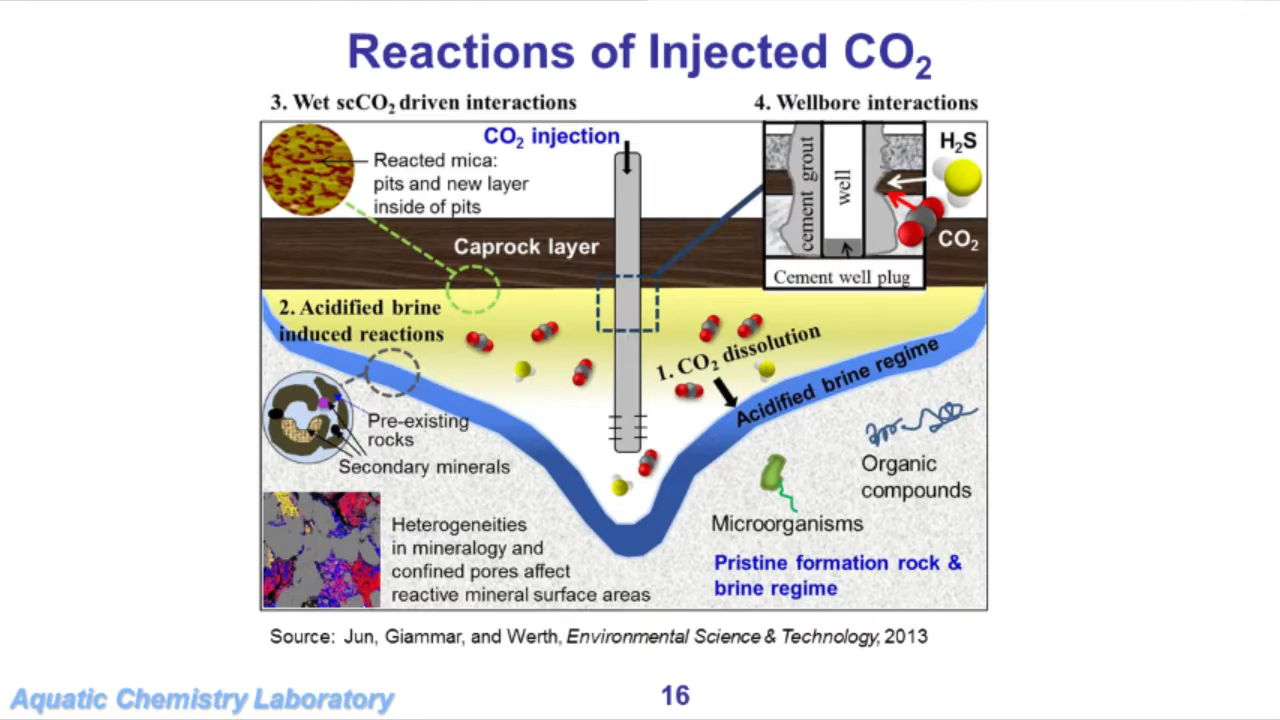 Reactions of Injected CO₂
3. Wet scCO₂ driven interactions
4. Wellbore interactions
CO₂ injection
Reacted mica:
pits and new layer
inside of pits
Caprock layer
cement grout
well
H₂S
CO₂
Cement well plug
2. Acidified brine
induced reactions
1. CO₂ dissolution
Acidified brine regime
Pre-existing
rocks
Secondary minerals
Organic
compounds
Microorganisms
Heterogeneities
in mineralogy and
confined pores affect
reactive mineral surface areas
Pristine formation rock &
brine regime
Source: Jun, Giammar, and Werth, Environmental Science & Technology, 2013
Aquatic Chemistry Laboratory
16